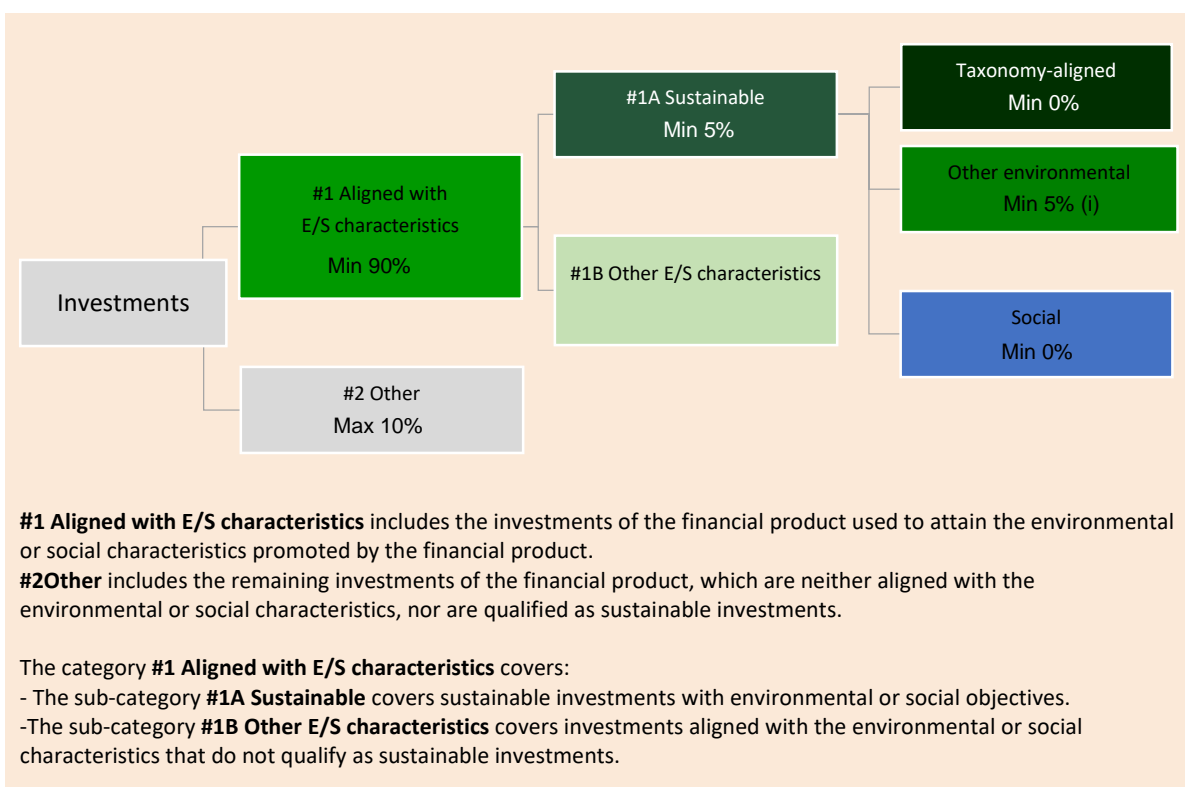 Investments
#1 Aligned with
E/S characteristics
Min 90%
#2 Other
Max 10%
#1A Sustainable
Min 5%
#1B Other E/S characteristics
Taxonomy-aligned
Min 0%
Other environmental
Min 5% (i)
Social
Min 0%
#1 Aligned with E/S characteristics includes the investments of the financial product used to attain the environmental
or social characteristics promoted by the financial product.
#2Other includes the remaining investments of the financial product, which are neither aligned with the
environmental or social characteristics, nor are qualified as sustainable investments.
The category #1 Aligned with E/S characteristics covers:
- The sub-category #1A Sustainable covers sustainable investments with environmental or social objectives.
-The sub-category #1B Other E/S characteristics covers investments aligned with the environmental or social
characteristics that do not qualify as sustainable investments.